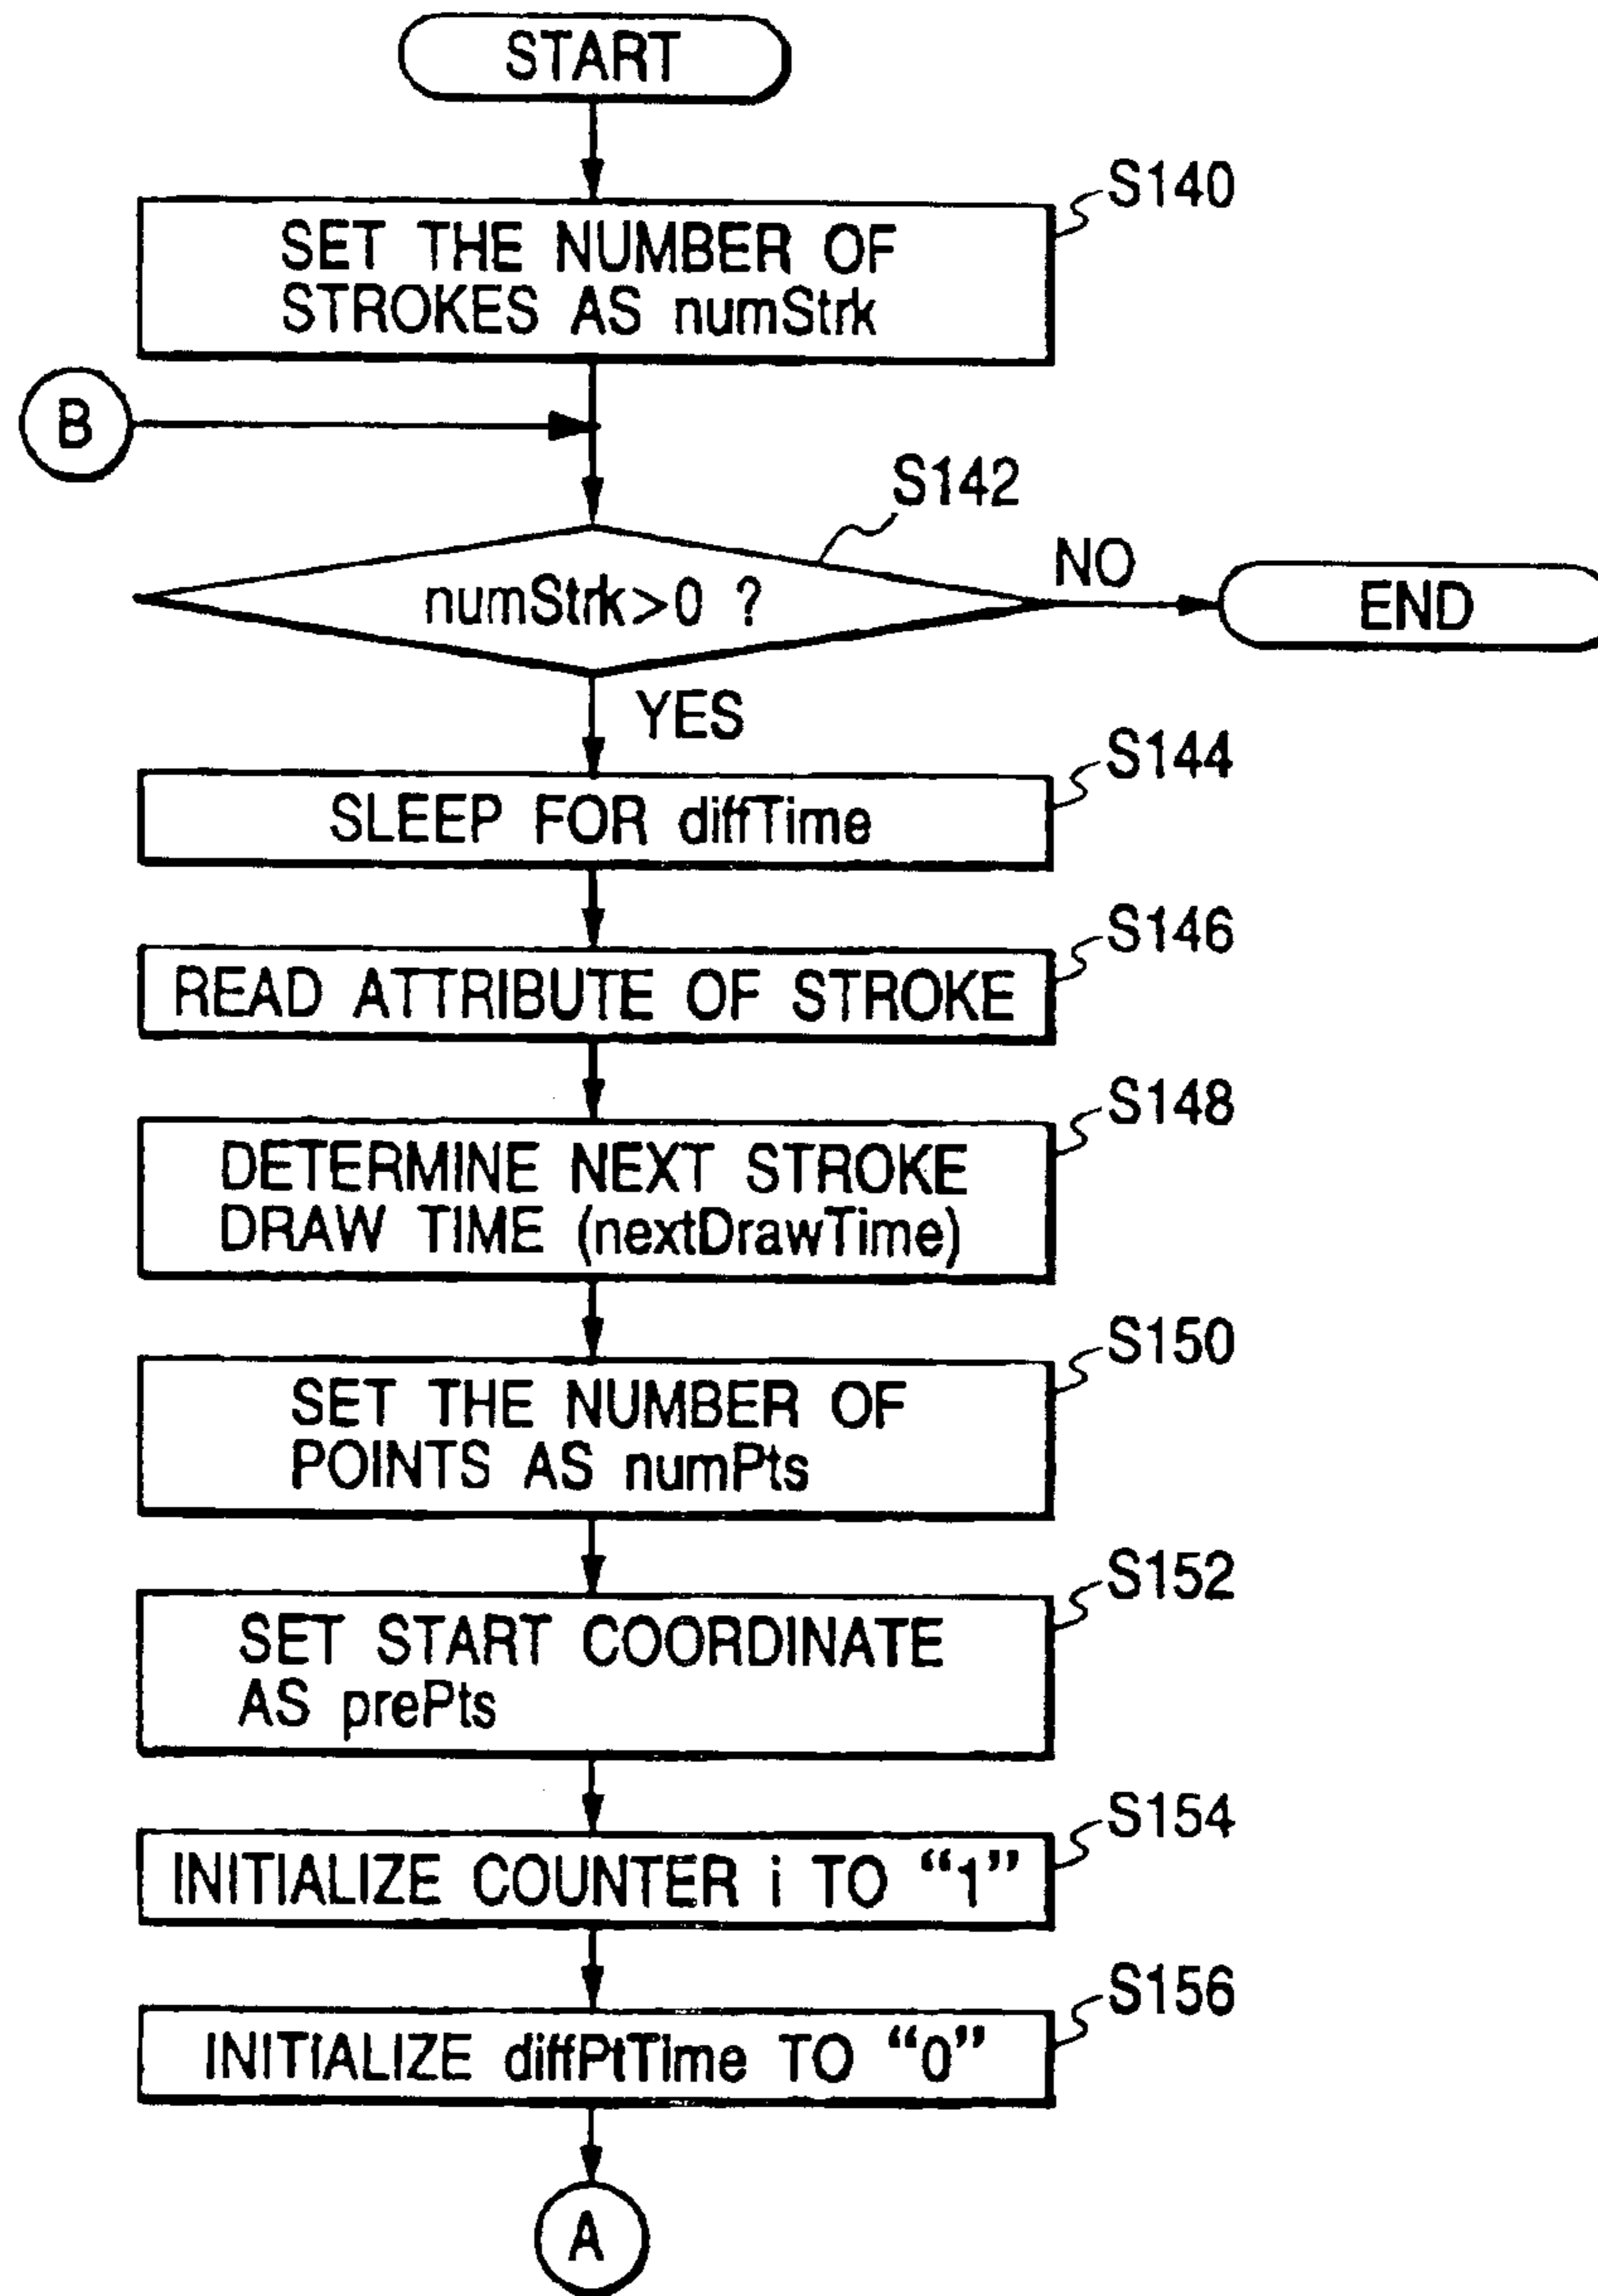 START
S140
SET THE NUMBER OF
STROKES AS numStrk
B
S142
numStrk>0 ?
NO
END
YES
S144
SLEEP FOR diffTime
S146
READ ATTRIBUTE OF STROKE
S148
DETERMINE NEXT STROKE
DRAW TIME (nextDrawTime)
S150
SET THE NUMBER OF
POINTS AS numPts
S152
SET START COORDINATE
AS prePts
S154
INITIALIZE COUNTER i TO “1”
S156
INITIALIZE diffPtTime TO “0”
A